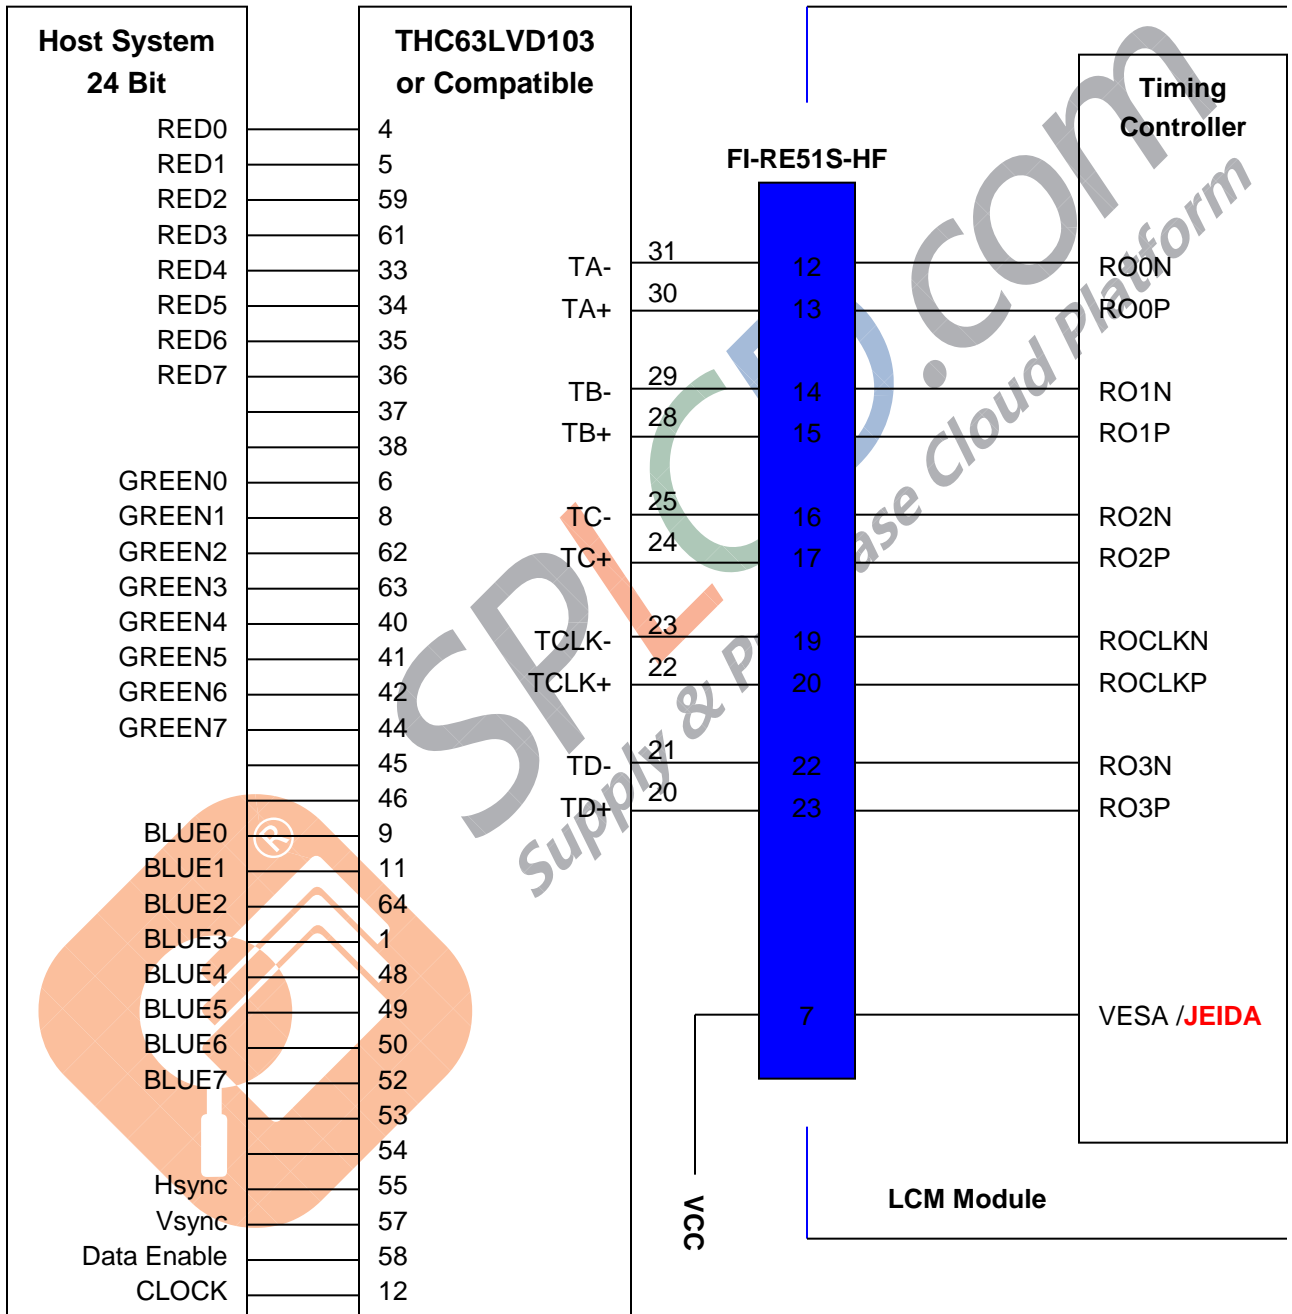 Host System
24 Bit
RED0
RED1
RED2
RED3
RED4
RED5
RED6
RED7
GREEN0
GREEN1
GREEN2
GREEN3
GREEN4
GREEN5
GREEN6
GREEN7
BLUE0
BLUE1
BLUE2
BLUE3
BLUE4
BLUE5
BLUE6
BLUE7
Hsync
Vsync
Data Enable
CLOCK
THC63LVD103
or Compatible
4
5
59
61
33
34
35
36
37
38
6
8
62
63
40
41
42
44
45
46
9
11
64
1
48
49
50
52
53
54
55
57
58
12
TA- 31
TA+ 30
TB- 29
TB+ 28
TC- 25
TC+ 24
TCLK- 23
TCLK+ 22
TD- 21
TD+ 20
FI-RE51S-HF
12
13
14
15
16
17
19
20
22
23
7
VCC
Timing
Controller
RO0N
RO0P
RO1N
RO1P
RO2N
RO2P
ROCLKN
ROCLKP
RO3N
RO3P
VESA /JEIDA
LCM Module
SPLCD.com
Supply & P ase Cloud Platform
®